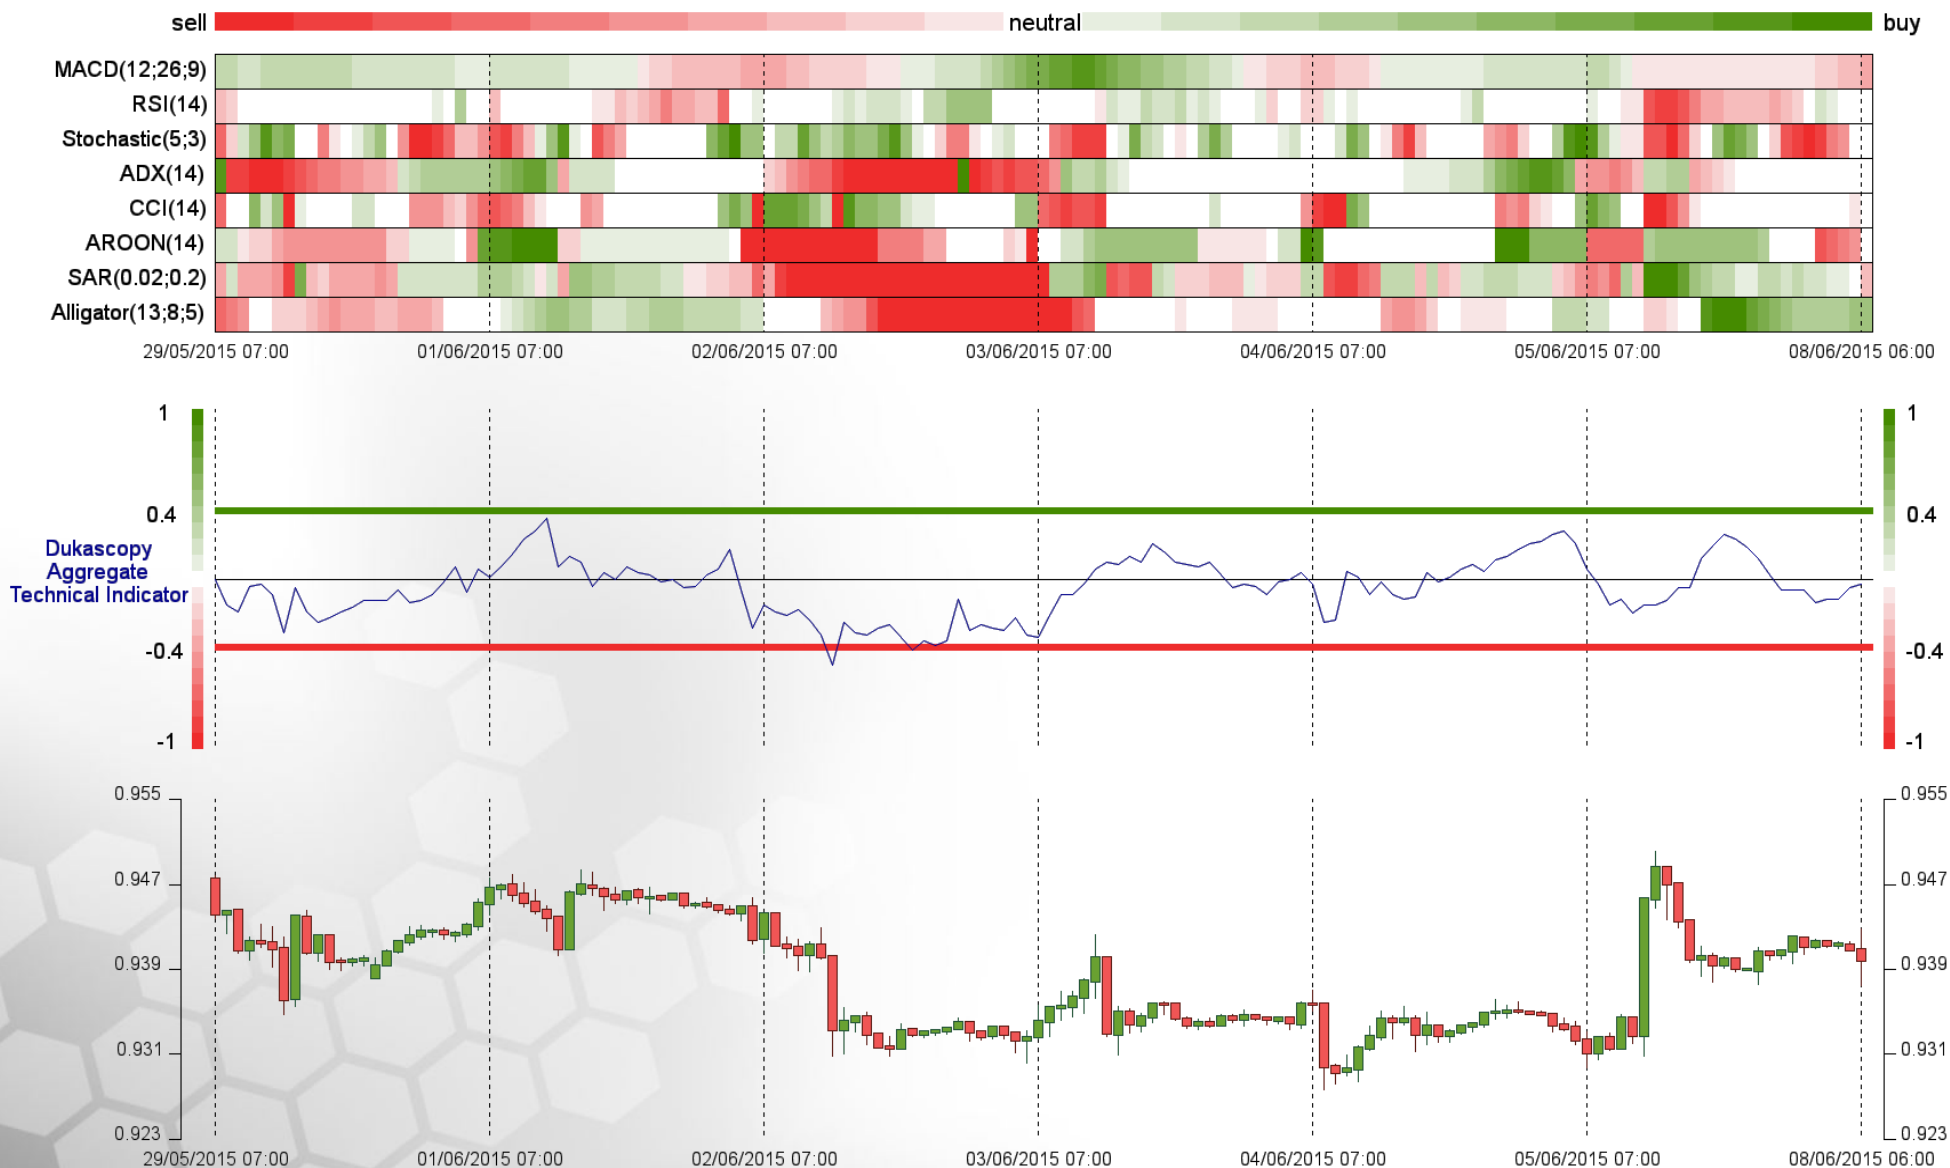 sell neutral buy
MACD(12;26;9)
RSI(14)
Stochastic(5;3)
ADX(14)
CCI(14)
AROON(14)
SAR(0.02;0.2)
Alligator(13;8;5)
29/05/2015 07:00 01/06/2015 07:00 02/06/2015 07:00 03/06/2015 07:00 04/06/2015 07:00 05/06/2015 07:00 08/06/2015 06:00
1 1
0.4 0.4
Dukascopy
Aggregate
Technical Indicator
-0.4 -0.4
-1 -1
0.955 0.955
0.947 0.947
0.939 0.939
0.931 0.931
0.923 0.923
29/05/2015 07:00 01/06/2015 07:00 02/06/2015 07:00 03/06/2015 07:00 04/06/2015 07:00 05/06/2015 07:00 08/06/2015 06:00